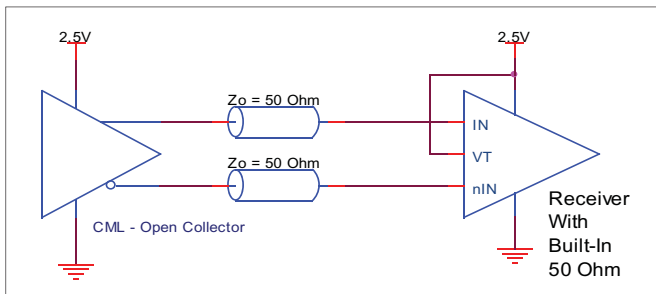 2.5V
2.5V
Zo = 50 Ohm
IN
VT
Zo = 50 Ohm
nIN
CML - Open Collector
Receiver
With
Built-In
50 Ohm